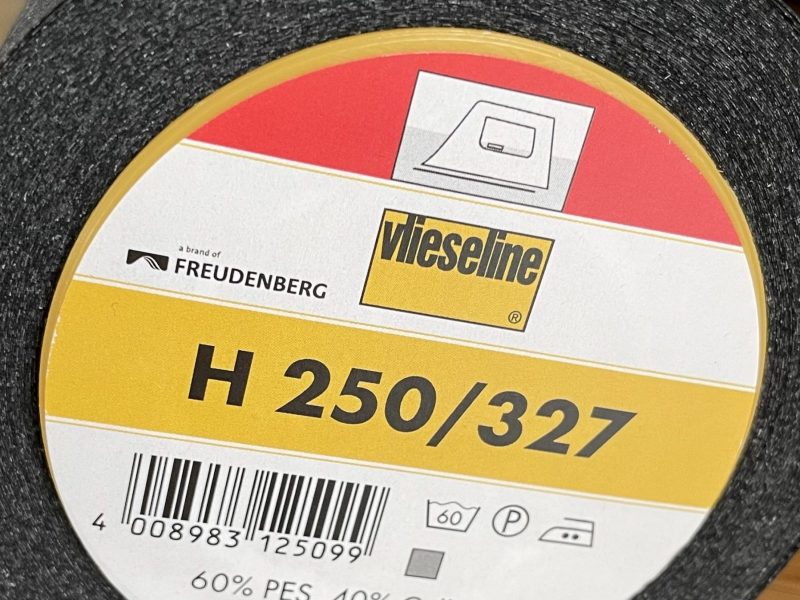 vlieseline
®
a brand of
FREUDENBERG
H 250/327
4 008983 125099
60 P
60% PES, 40%